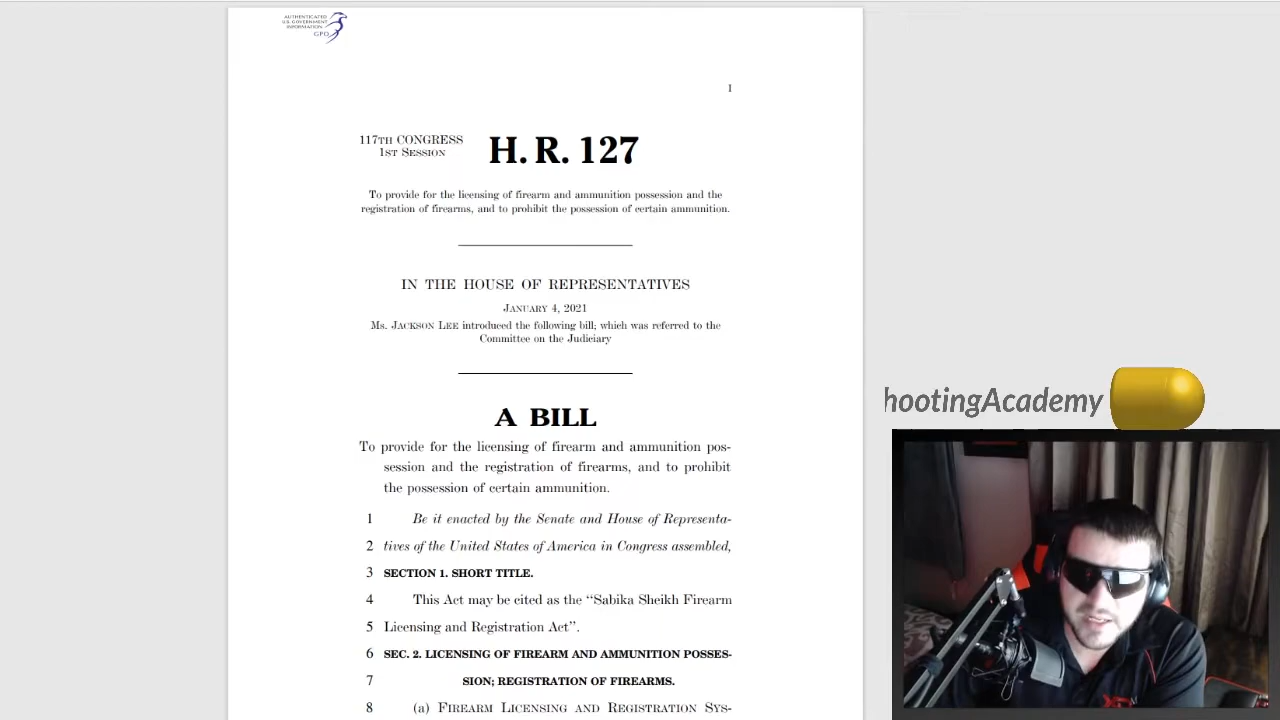 AUTHENTICATED
U.S. GOVERNMENT
INFORMATION
GPO
I
117TH CONGRESS
1ST SESSION
H. R. 127
To provide for the licensing of firearm and ammunition possession and the
registration of firearms, and to prohibit the possession of certain ammunition.
IN THE HOUSE OF REPRESENTATIVES
JANUARY 4, 2021
Ms. JACKSON LEE introduced the following bill; which was referred to the
Committee on the Judiciary
A BILL
To provide for the licensing of firearm and ammunition pos-
session and the registration of firearms, and to prohibit
the possession of certain ammunition.
1 Be it enacted by the Senate and House of Representa-
2 tives of the United States of America in Congress assembled,
3 SECTION 1. SHORT TITLE.
4 This Act may be cited as the ‘‘Sabika Sheikh Firearm
5 Licensing and Registration Act’’.
6 SEC. 2. LICENSING OF FIREARM AND AMMUNITION POSSES-
7 SION; REGISTRATION OF FIREARMS.
8 (a) FIREARM LICENSING AND REGISTRATION SYS-
hootingAcademy